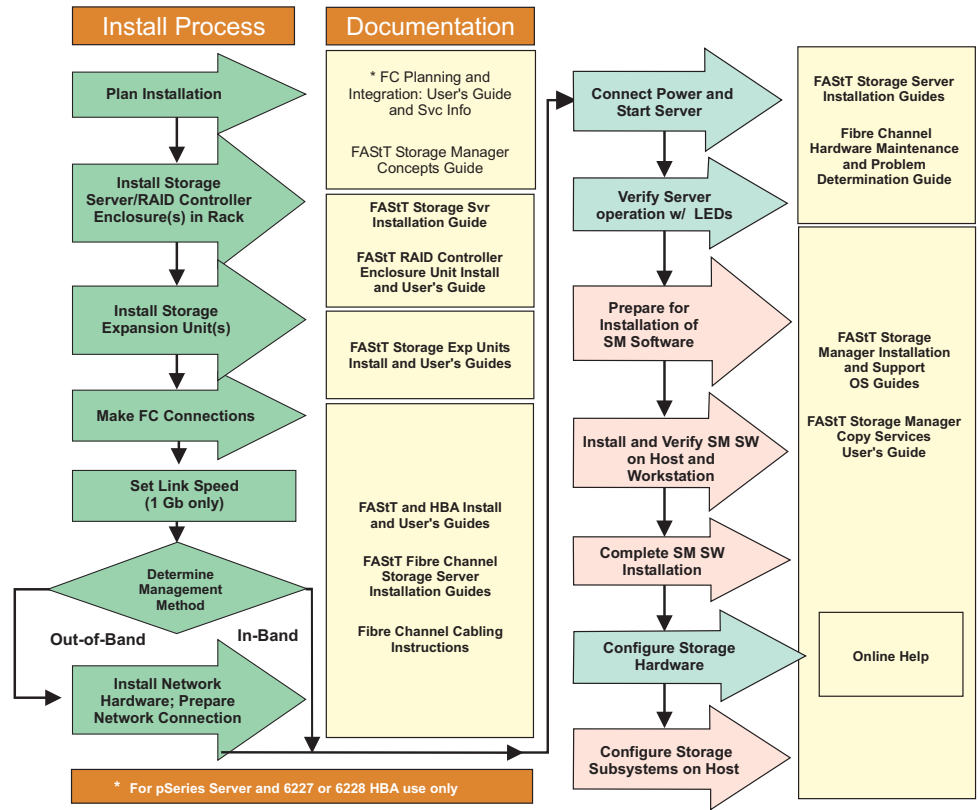 Install Process
Plan Installation
Install Storage
Server/RAID Controller
Enclosure(s) in Rack
Install Storage
Expansion Unit(s)
Make FC Connections
Set Link Speed
(1 Gb only)
Determine
Management
Method
Out-of-Band
In-Band
Install Network
Hardware; Prepare
Network Connection
Documentation
* FC Planning and
Integration: User's Guide
and Svc Info
FAStT Storage Manager
Concepts Guide
FAStT Storage Svr
Installation Guide
FAStT RAID Controller
Enclosure Unit Install
and User's Guide
FAStT Storage Exp Units
Install and User's Guides
FAStT and HBA Install
and User's Guides
FAStT Fibre Channel
Storage Server
Installation Guides
Fibre Channel Cabling
Instructions
* For pSeries Server and 6227 or 6228 HBA use only
Connect Power and
Start Server
Verify Server
operation w/ LEDs
Prepare for
Installation of
SM Software
Install and Verify SM SW
on Host and
Workstation
Complete SM SW
Installation
Configure Storage
Hardware
Configure Storage
Subsystems on Host
FAStT Storage Server
Installation Guides
Fibre Channel
Hardware Maintenance
and Problem
Determination Guide
FAStT Storage
Manager Installation
and Support
OS Guides
FAStT Storage Manager
Copy Services
User's Guide
Online Help